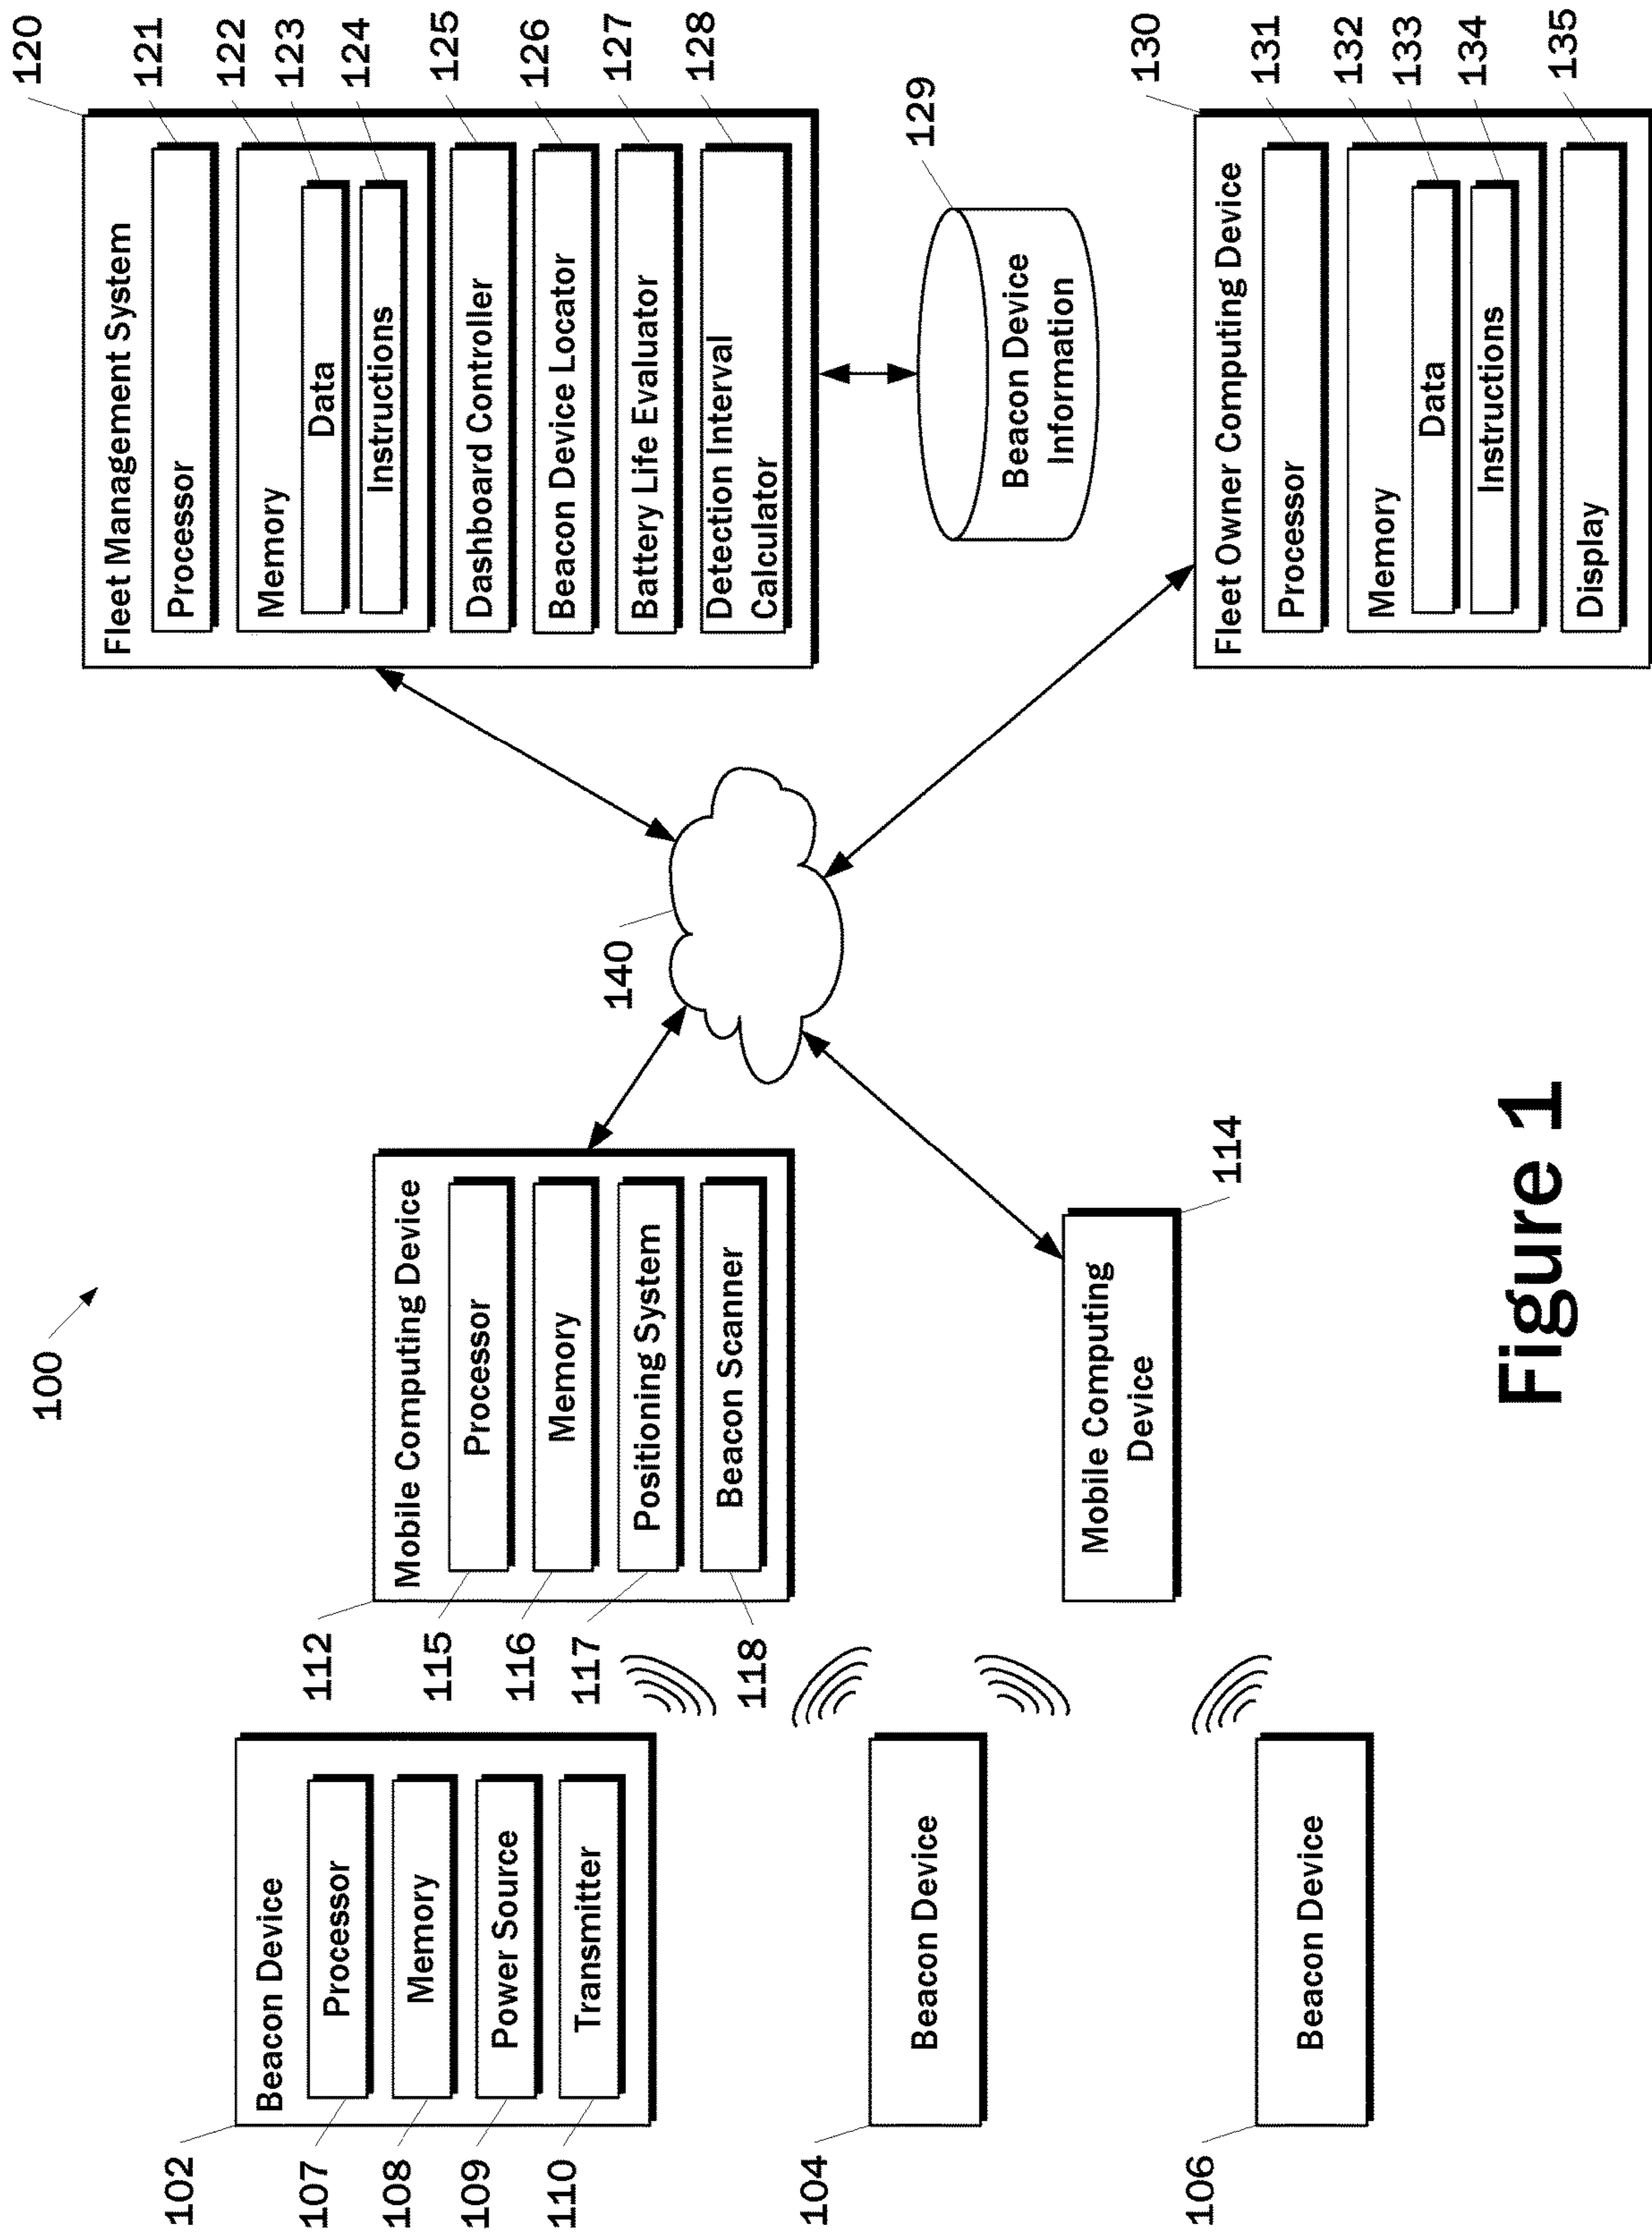 100
120
Fleet Management System
Processor
121
Memory
122
Data
123
Instructions
124
Dashboard Controller
125
Beacon Device Locator
126
Battery Life Evaluator
127
Detection Interval
Calculator
128
129
Beacon Device
Information
130
Fleet Owner Computing Device
Processor
131
Memory
132
Data
133
Instructions
134
Display
135
140
112
Mobile Computing Device
115
Processor
116
Memory
117
Positioning System
118
Beacon Scanner
114
Mobile Computing
Device
102
Beacon Device
107
Processor
108
Memory
109
Power Source
110
Transmitter
104
Beacon Device
106
Beacon Device
Figure 1